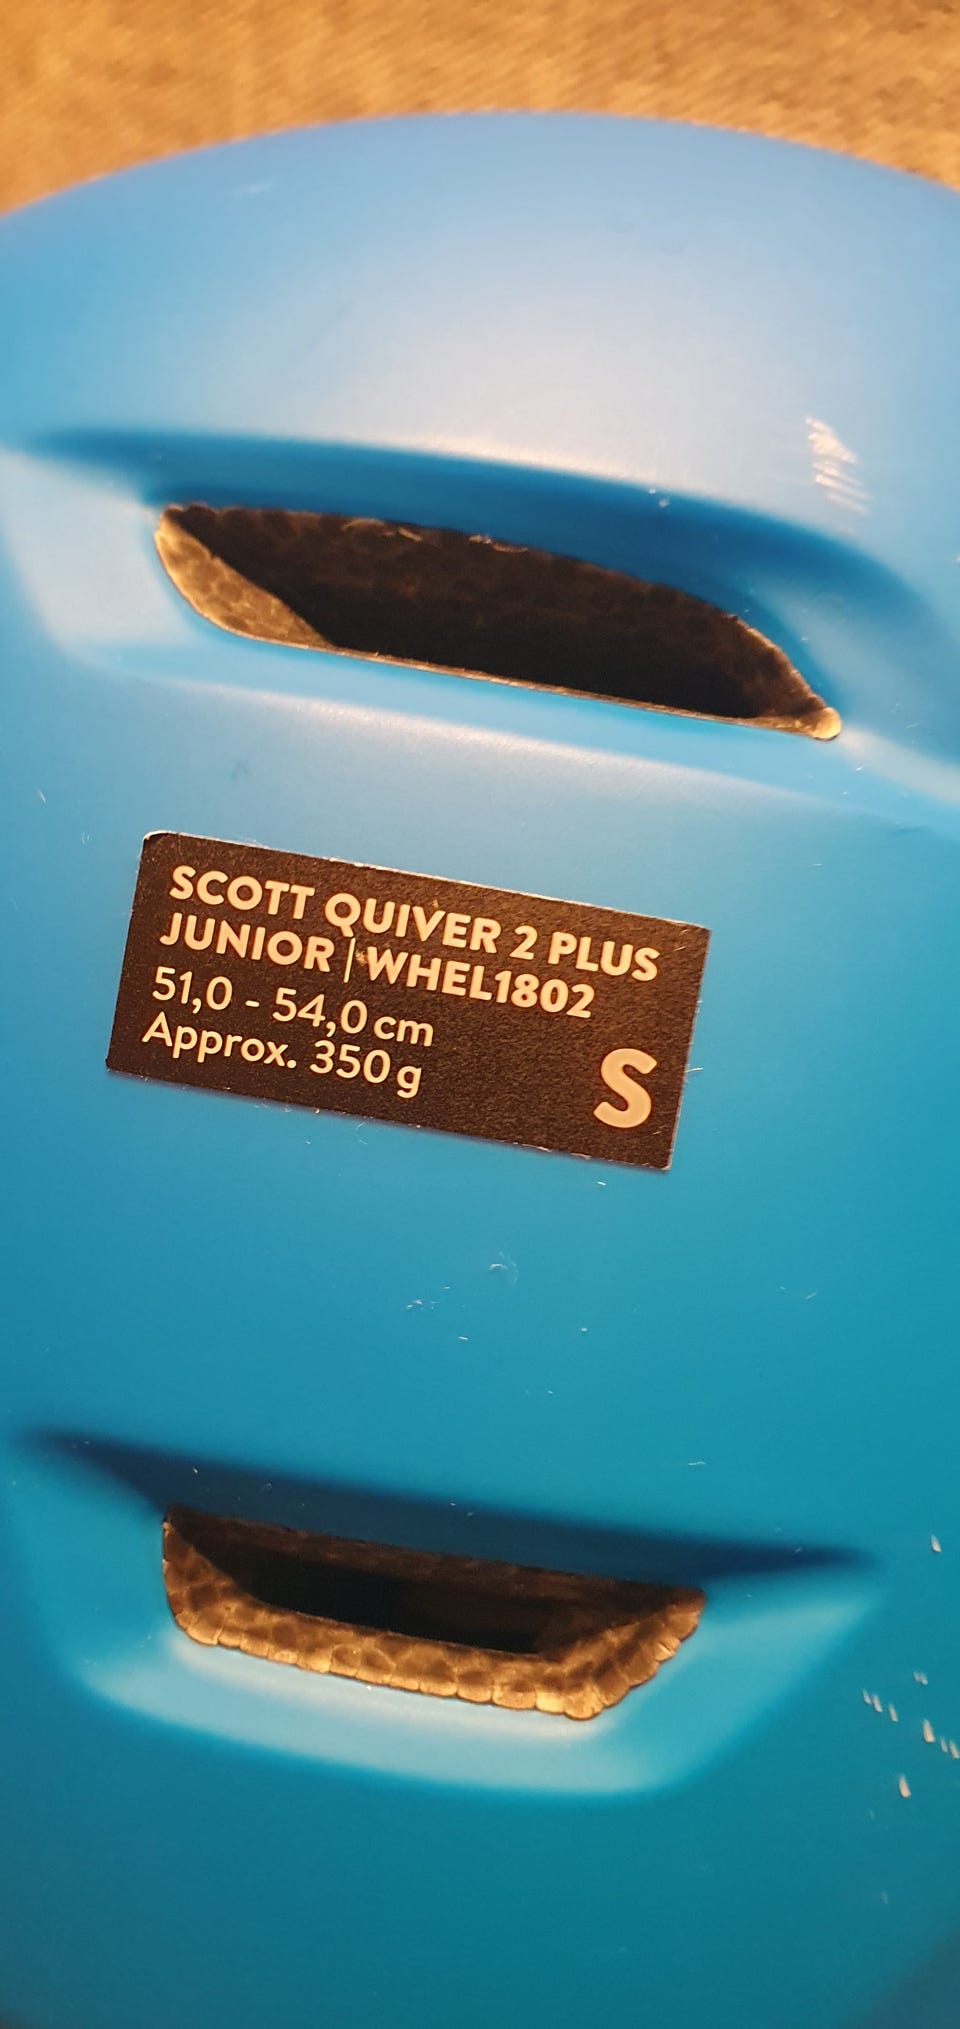 SCOTT QUIVER 2 PLUS
JUNIOR | WHEL1802
51,0 - 54,0 cm
Approx. 350 g
S